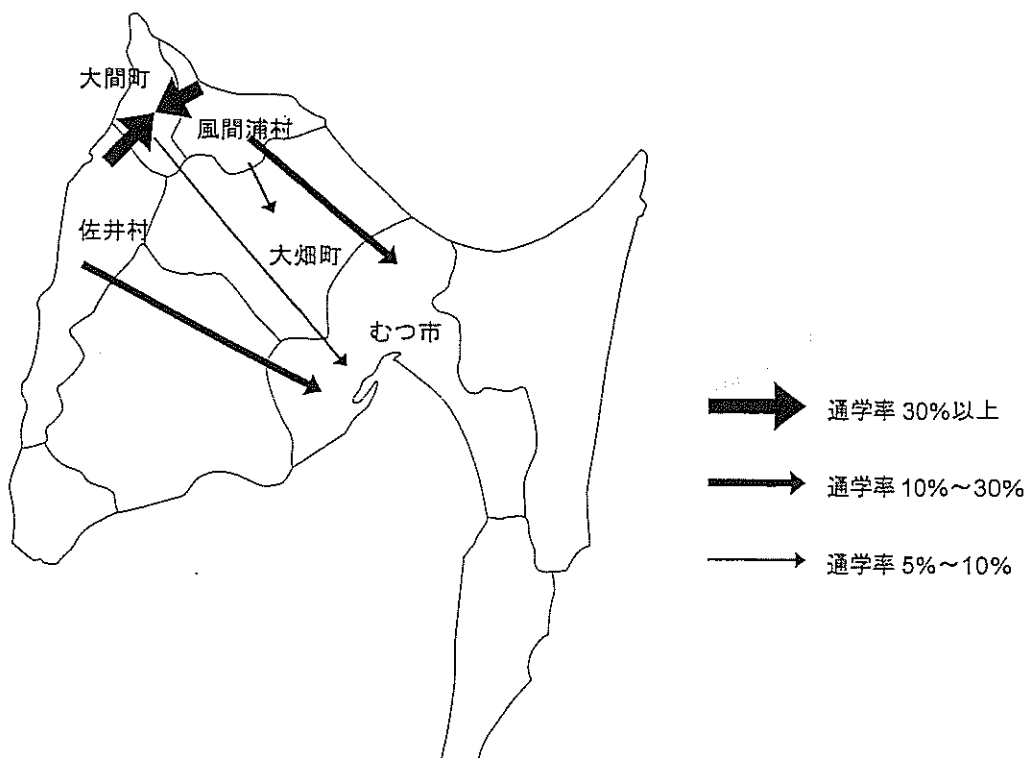 大間町
風間浦村
佐井村
大畑町
むつ市
通学率 30%以上
通学率 10%～30%
通学率 5%～10%